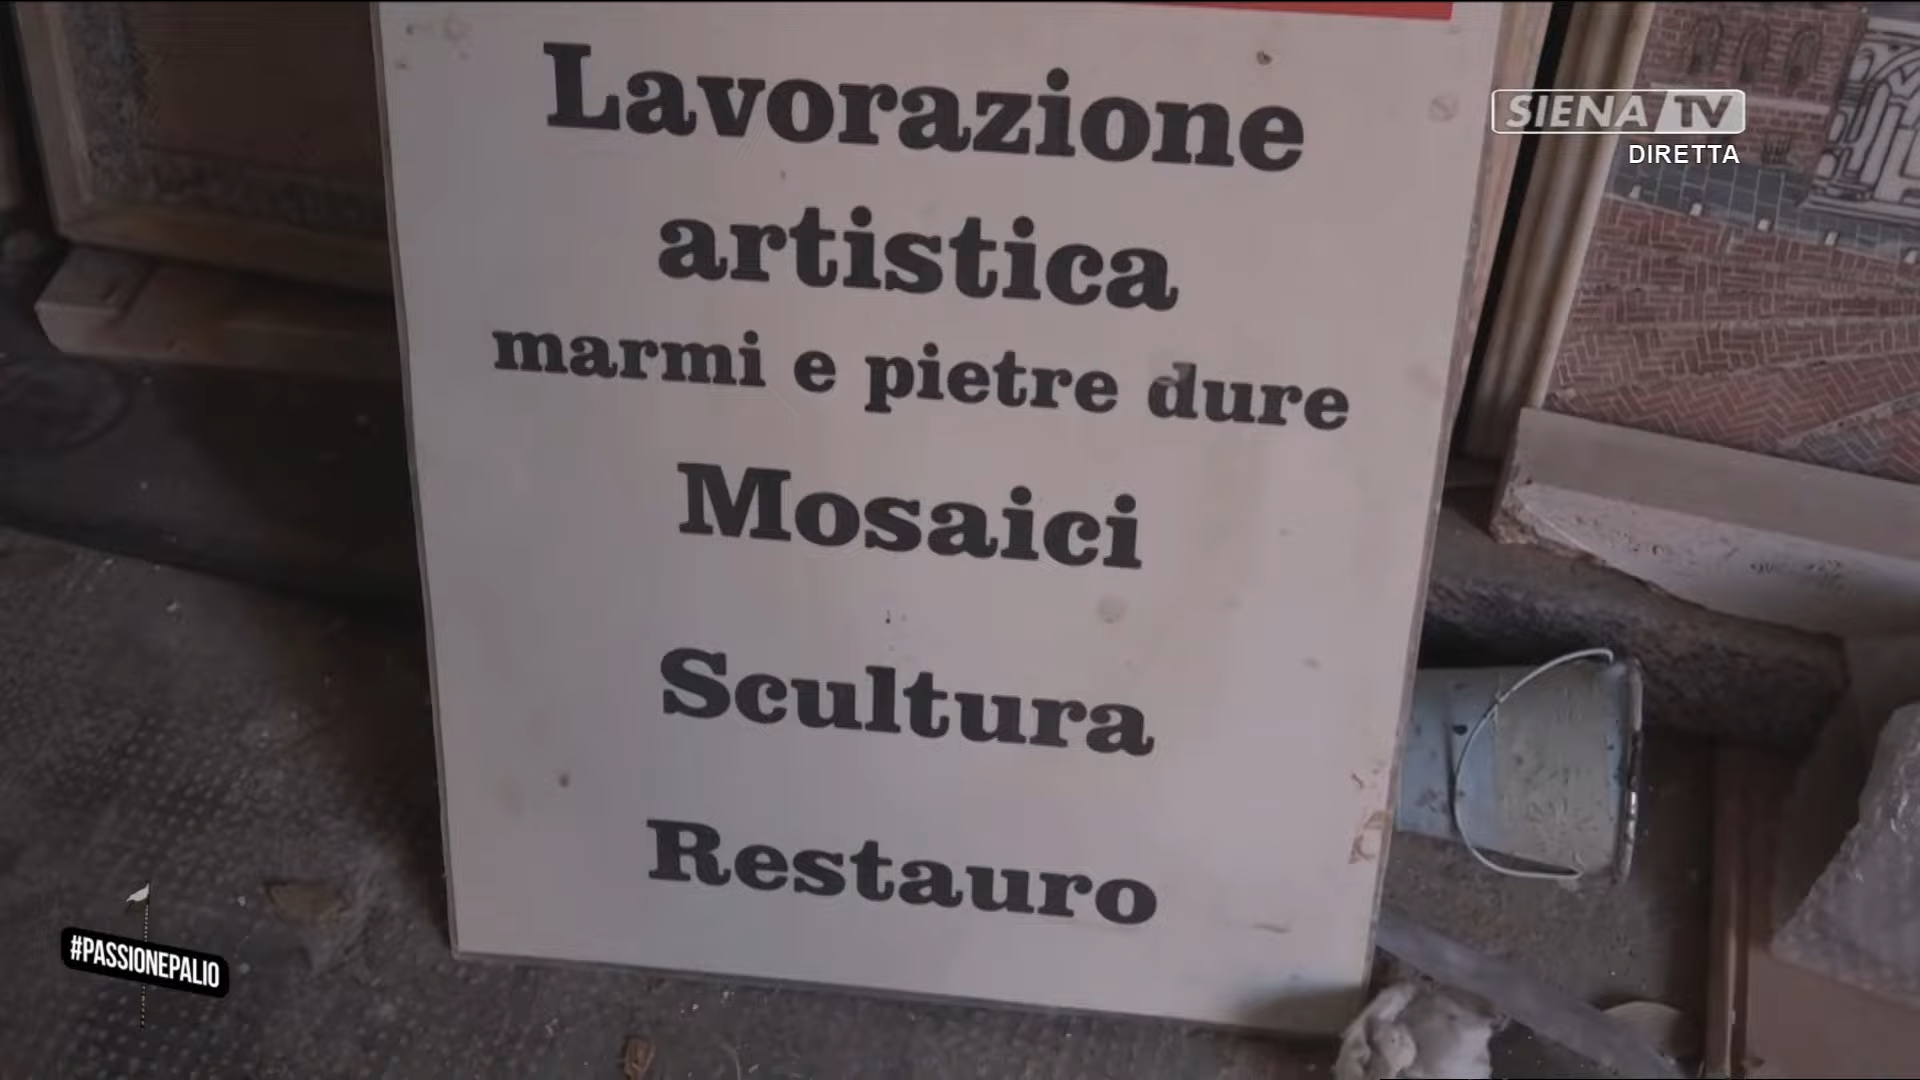 Lavorazione
artistica
marmi e pietre dure
Mosaici
Scultura
Restauro
SIENA TV
DIRETTA
#PASSIONEPALIO